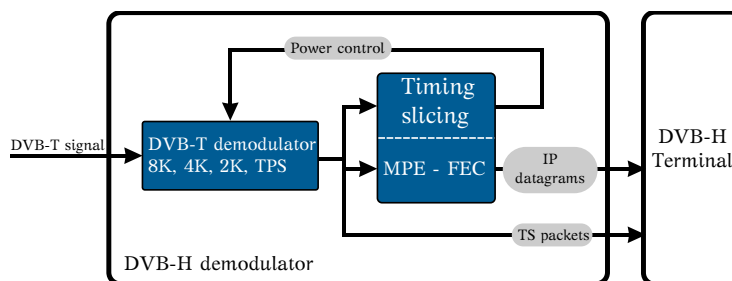 Power control
Timing
slicing
DVB-T signal
DVB-T demodulator
8K, 4K, 2K, TPS
MPE - FEC
IP
datagrams
DVB-H
Terminal
TS packets
DVB-H demodulator